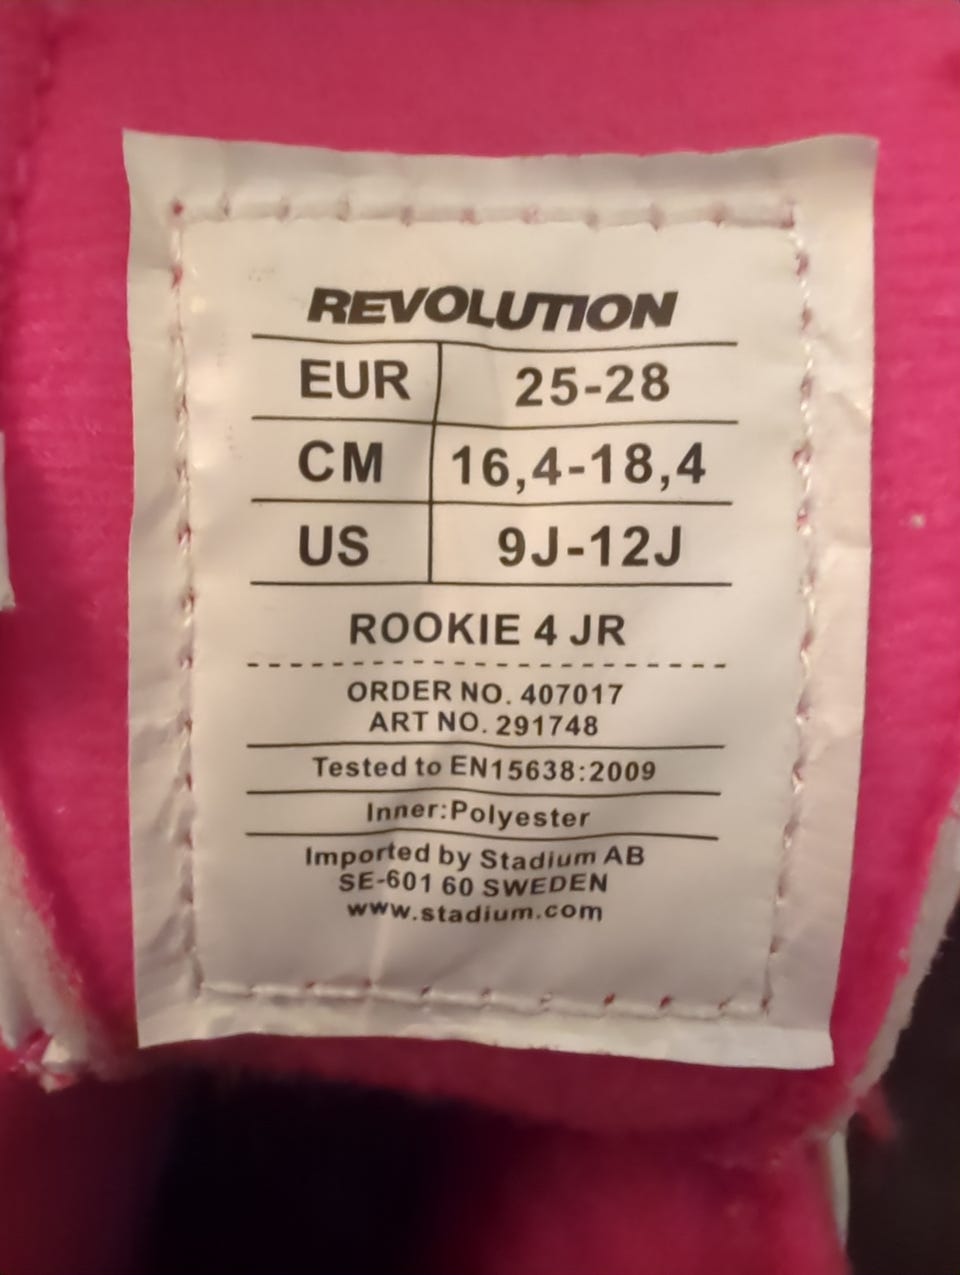 REVOLUTION
EUR 25-28
CM 16,4-18,4
US 9J-12J
ROOKIE 4 JR
ORDER NO. 407017
ART NO. 291748
Tested to EN15638:2009
Inner:Polyester
Imported by Stadium AB
SE-601 60 SWEDEN
www.stadium.com